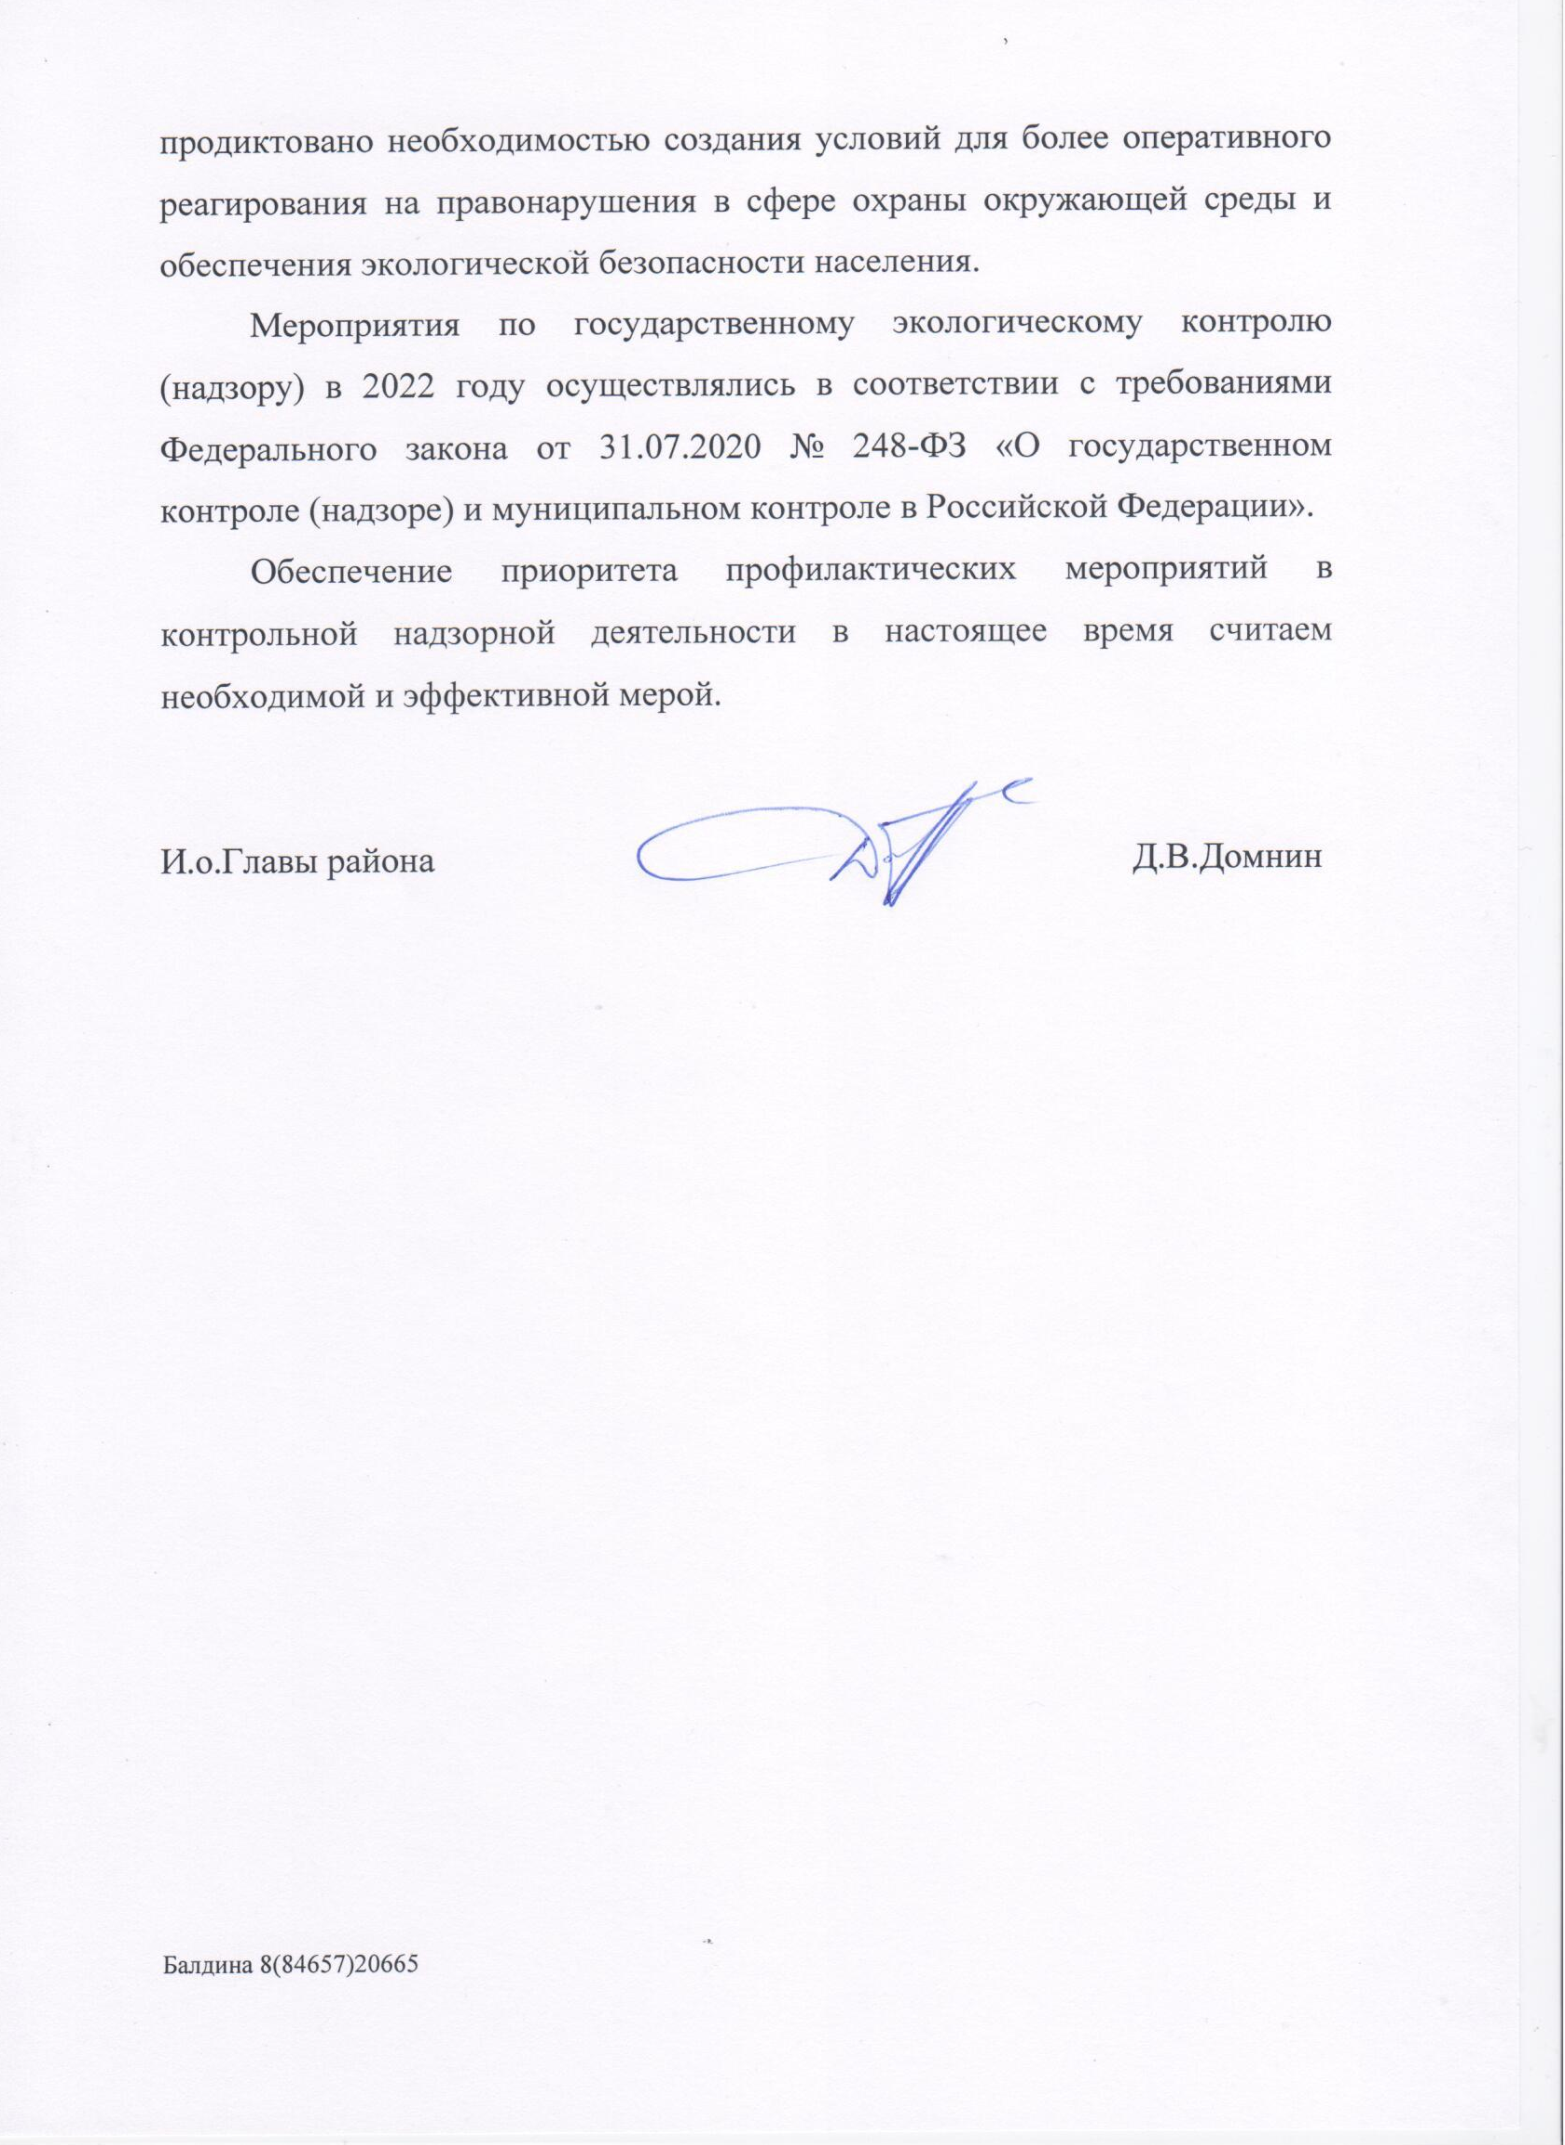 продиктовано необходимостью создания условий для более оперативного
реагирования на правонарушения в сфере охраны окружающей среды и
обеспечения экологической безопасности населения.
Мероприятия по государственному экологическому контролю
(надзору) в 2022 году осуществлялись в соответствии с требованиями
Федерального закона от 31.07.2020 № 248-ФЗ «О государственном
контроле (надзоре) и муниципальном контроле в Российской Федерации».
Обеспечение приоритета профилактических мероприятий в
контрольной надзорной деятельности в настоящее время считаем
необходимой и эффективной мерой.
И.о.Главы района Д.В.Домнин
Балдина 8(84657)20665